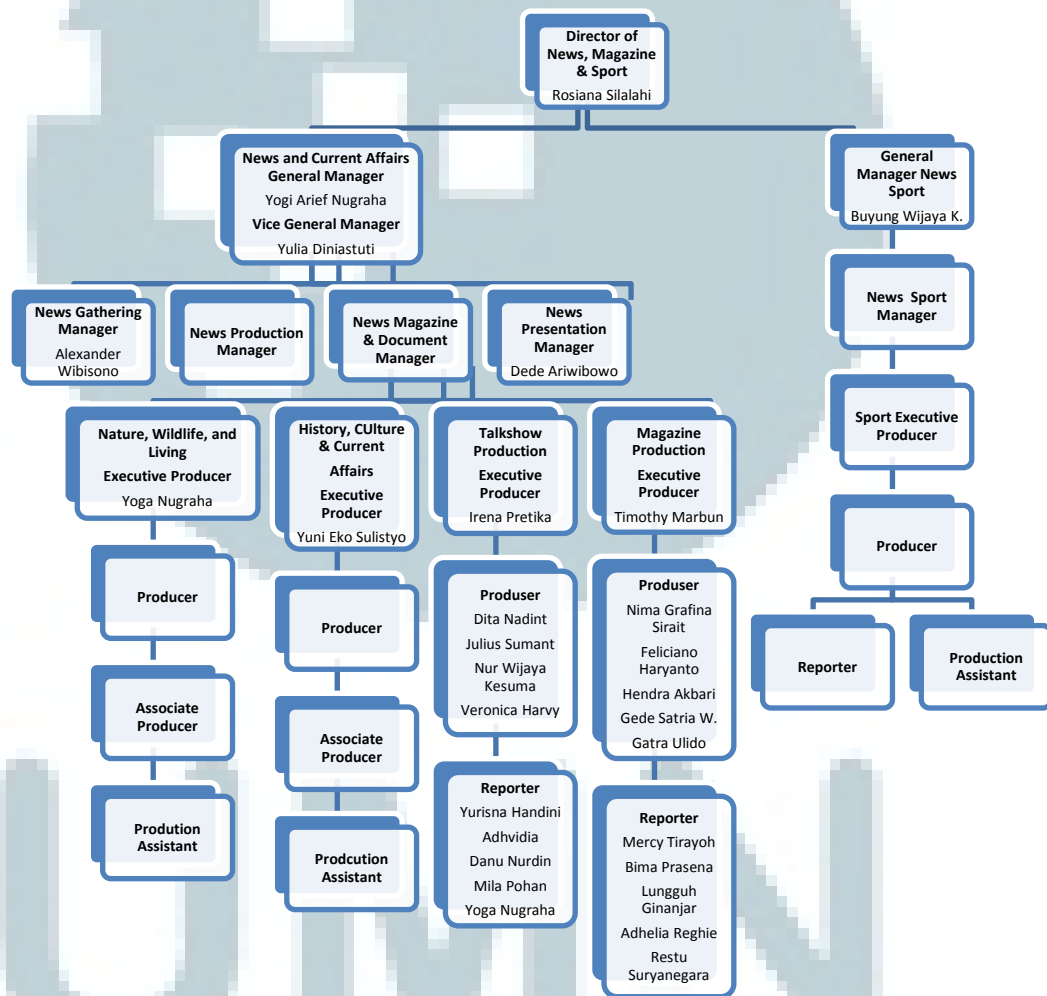 Director of
News, Magazine
& Sport
Rosiana Silalahi
News and Current Affairs
General Manager
Yogi Arief Nugraha
Vice General Manager
Yulia Diniastuti
General
Manager News
Sport
Buyung Wijaya K.
News Gathering
Manager
Alexander
Wibisono
News Production
Manager
News Magazine
& Document
Manager
News
Presentation
Manager
Dede Ariwibowo
News Sport
Manager
Nature, Wildlife, and
Living
Executive Producer
Yoga Nugraha
History, CUlture
& Current
Affairs
Executive
Producer
Yuni Eko Sulistyo
Talkshow
Production
Executive
Producer
Irena Pretika
Magazine
Production
Executive
Producer
Timothy Marbun
Sport Executive
Producer
Producer
Producer
Produser
Dita Nadint
Julius Sumant
Nur Wijaya
Kesuma
Veronica Harvy
Produser
Nima Grafina
Sirait
Feliciano
Haryanto
Hendra Akbari
Gede Satria W.
Gatra Ulido
Producer
Reporter
Production
Assistant
Associate
Producer
Associate
Producer
Reporter
Yurisna Handini
Adhvidia
Danu Nurdin
Mila Pohan
Yoga Nugraha
Reporter
Mercy Tirayoh
Bima Prasena
Lungguh
Ginanjar
Adhelia Reghie
Restu
Suryanegara
Prodution
Assistant
Prodcution
Assistant
UMN